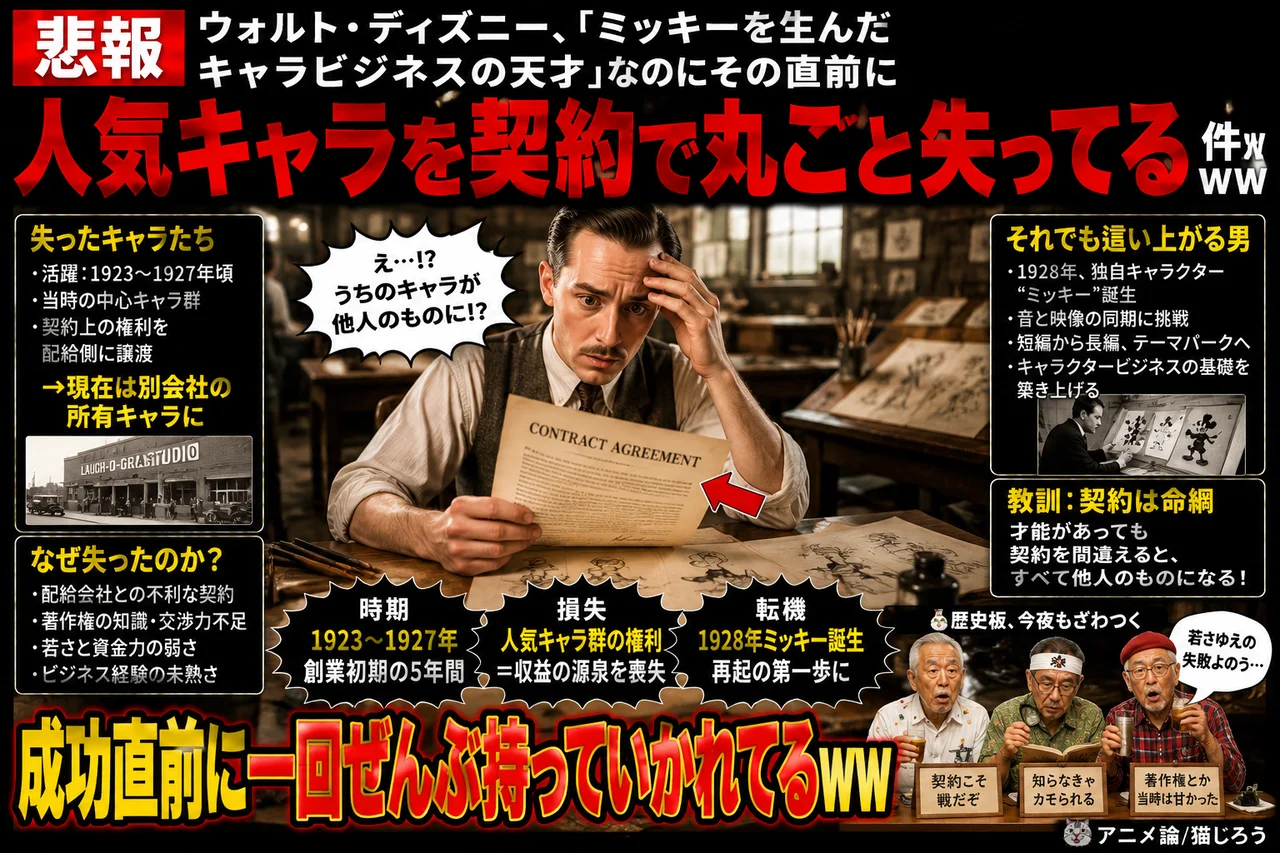 悲報
ウォルト・ディズニー、「ミッキーを生んだ
キャラビジネスの天才」なのにその直前に
人気キャラを契約で丸ごと失ってる
件w
ww
失ったキャラたち
・活躍：1923～1927年頃
・当時の中心キャラ群
・契約上の権利を
配給側に譲渡
→現在は別会社の
所有キャラに
LAUGH-O-GRAMSTUDIO
なぜ失ったのか？
・配給会社との不利な契約
・著作権の知識・交渉力不足
・若さと資金力の弱さ
・ビジネス経験の未熟さ
え…!?
うちのキャラが
他人のものに!?
CONTRACT AGREEMENT
時期
1923～1927年
創業初期の5年間
損失
人気キャラ群の権利
＝収益の源泉を喪失
転機
1928年ミッキー誕生
再起の第一歩に
それでも這い上がる男
・1928年、独自キャラクター
“ミッキー”誕生
・音と映像の同期に挑戦
・短編から長編、テーマパークへ
・キャラクタービジネスの基礎を
築き上げる
教訓：契約は命綱
才能があっても
契約を間違えると、
すべて他人のものになる！
歴史板、今夜もざわつく
若さゆえの
失敗よのぅ…
契約こそ
戦だぞ
知らなきゃ
カモられる
著作権とか
当時は甘かった
成功直前に一回ぜんぶ持っていかれてるww
アニメ論/猫じろう